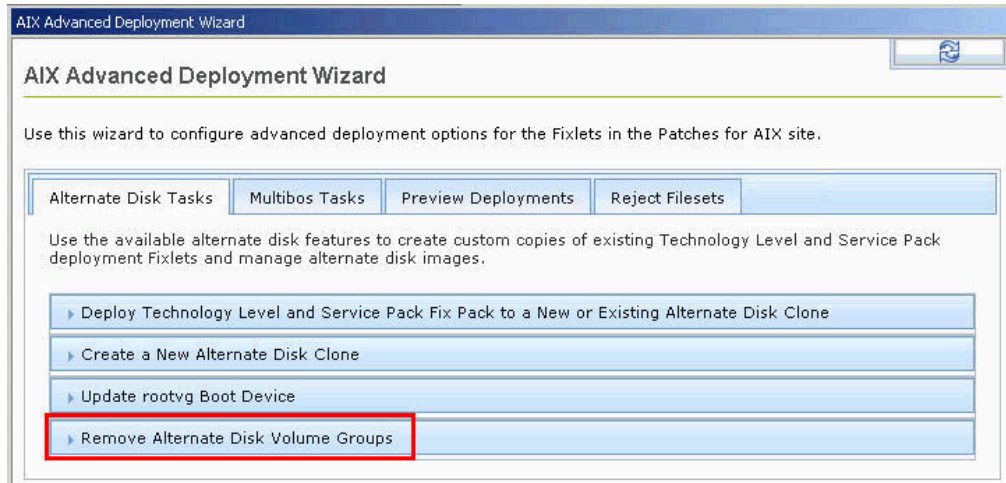 AIX Advanced Deployment Wizard
AIX Advanced Deployment Wizard
Use this wizard to configure advanced deployment options for the Fixlets in the Patches for AIX site.
Alternate Disk Tasks
Multibos Tasks
Preview Deployments
Reject Filesets
Use the available alternate disk features to create custom copies of existing Technology Level and Service Pack
deployment Fixlets and manage alternate disk images.
Deploy Technology Level and Service Pack Fix Pack to a New or Existing Alternate Disk Clone
Create a New Alternate Disk Clone
Update rootvg Boot Device
Remove Alternate Disk Volume Groups